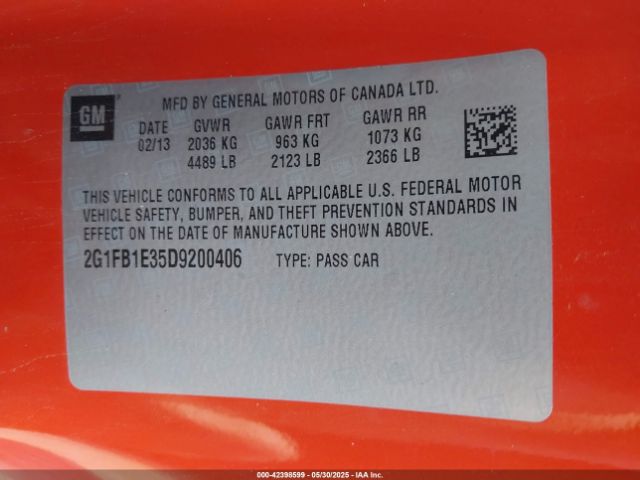 GM
MFD BY GENERAL MOTORS OF CANADA LTD.
DATE GVWR GAWR FRT GAWR RR
02/13 2036 KG 963 KG 1073 KG
4489 LB 2123 LB 2366 LB
THIS VEHICLE CONFORMS TO ALL APPLICABLE U.S. FEDERAL MOTOR
VEHICLE SAFETY, BUMPER, AND THEFT PREVENTION STANDARDS IN
EFFECT ON THE DATE OF MANUFACTURE SHOWN ABOVE.
2G1FB1E35D9200406 TYPE: PASS CAR
000-42398599 - 05/30/2025 - IAA Inc.